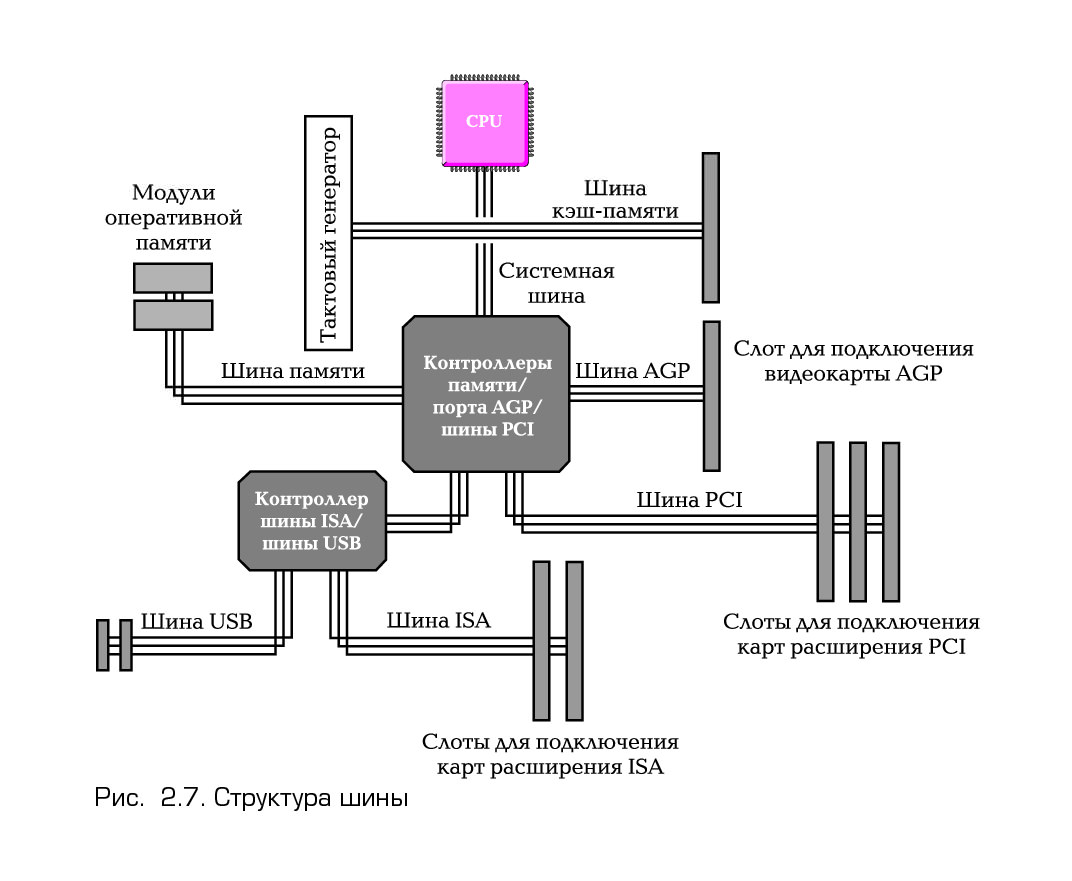 CPU
Тактовый генератор
Модули
оперативной
памяти
Шина
кэш-памяти
Системная
шина
Шина памяти
Контроллеры
памяти/
порта AGP/
шины PCI
Шина AGP
Слот для подключения
видеокарты AGP
Контроллер
шины ISA/
шины USB
Шина PCI
Слоты для подключения
карт расширения PCI
Шина USB
Шина ISA
Слоты для подключения
карт расширения ISA
Рис. 2.7. Структура шины